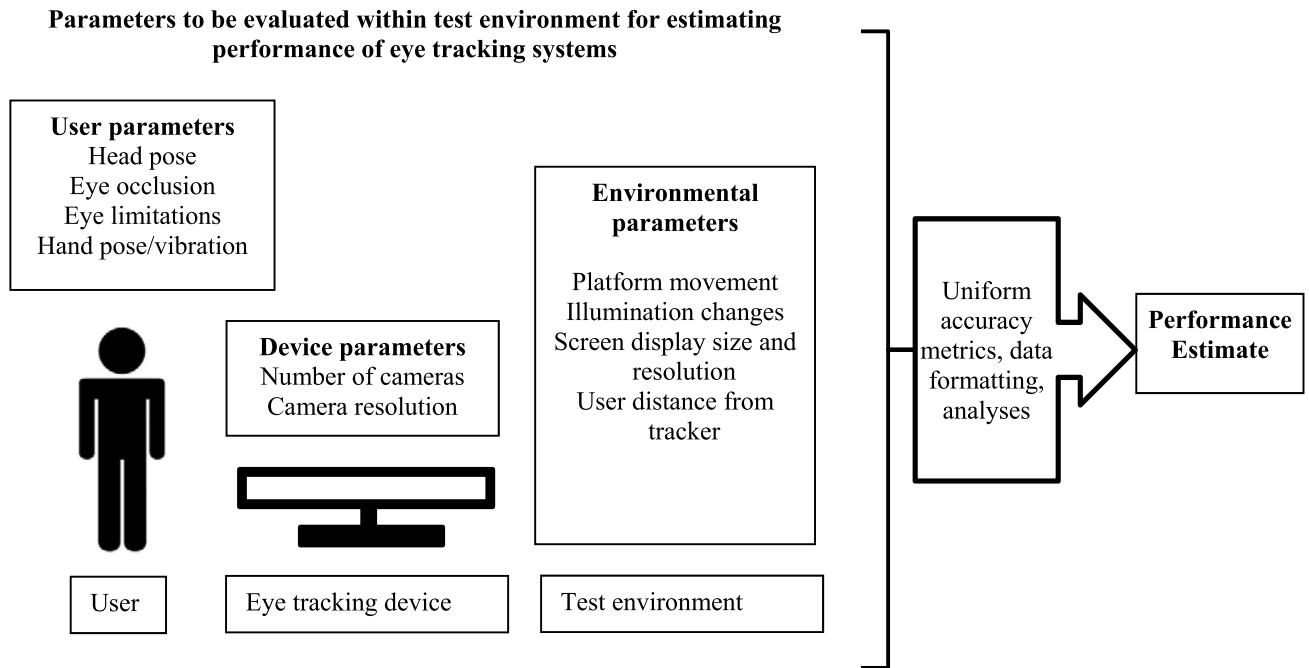 Parameters to be evaluated within test environment for estimating
performance of eye tracking systems
User parameters
Head pose
Eye occlusion
Eye limitations
Hand pose/vibration
Device parameters
Number of cameras
Camera resolution
Environmental
parameters
Platform movement
Illumination changes
Screen display size and
resolution
User distance from
tracker
User
Eye tracking device
Test environment
Uniform
accuracy
metrics, data
formatting,
analyses
Performance
Estimate